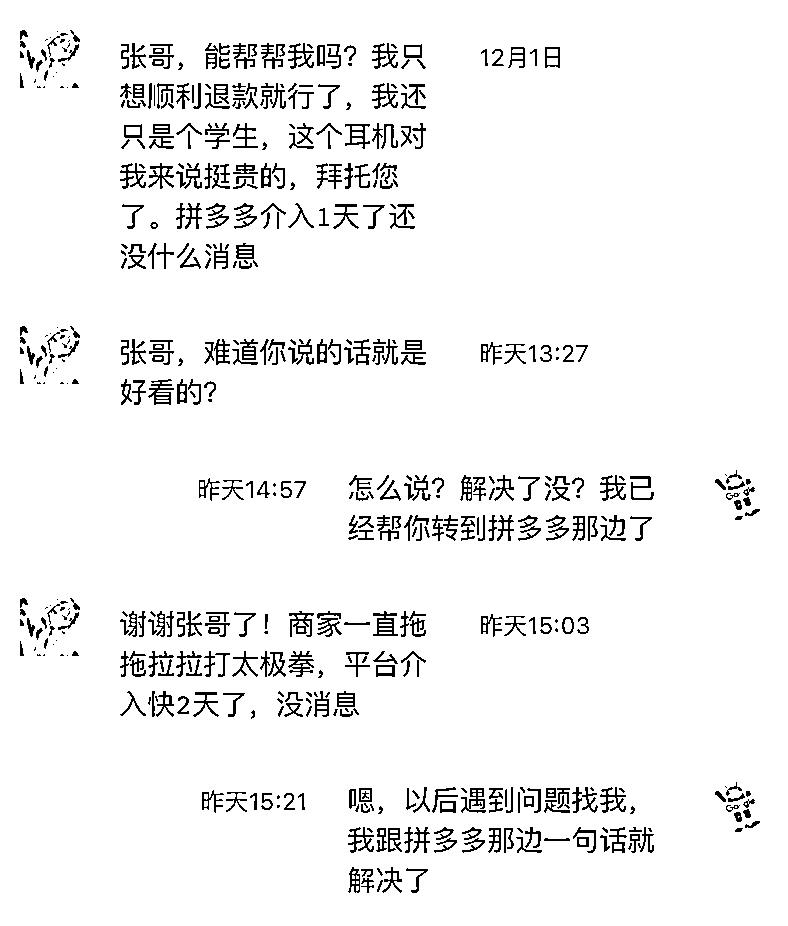 张哥，能帮帮我吗？我只
12月1日
想顺利退款就行了，我还
只是个学生，这个耳机对
我来说挺贵的，拜托您
了。拼多多介入1天了还
没什么消息
张哥，难道你说的话就是
昨天13:27
好看的？
昨天14:57
怎么说？解决了没？我已
经帮你转到拼多多那边了
谢谢张哥了！商家一直拖
昨天15:03
拖拉拉打太极拳，平台介
入快2天了，没消息
昨天15:21
嗯，以后遇到问题找我，
我跟拼多多那边一句话就
解决了